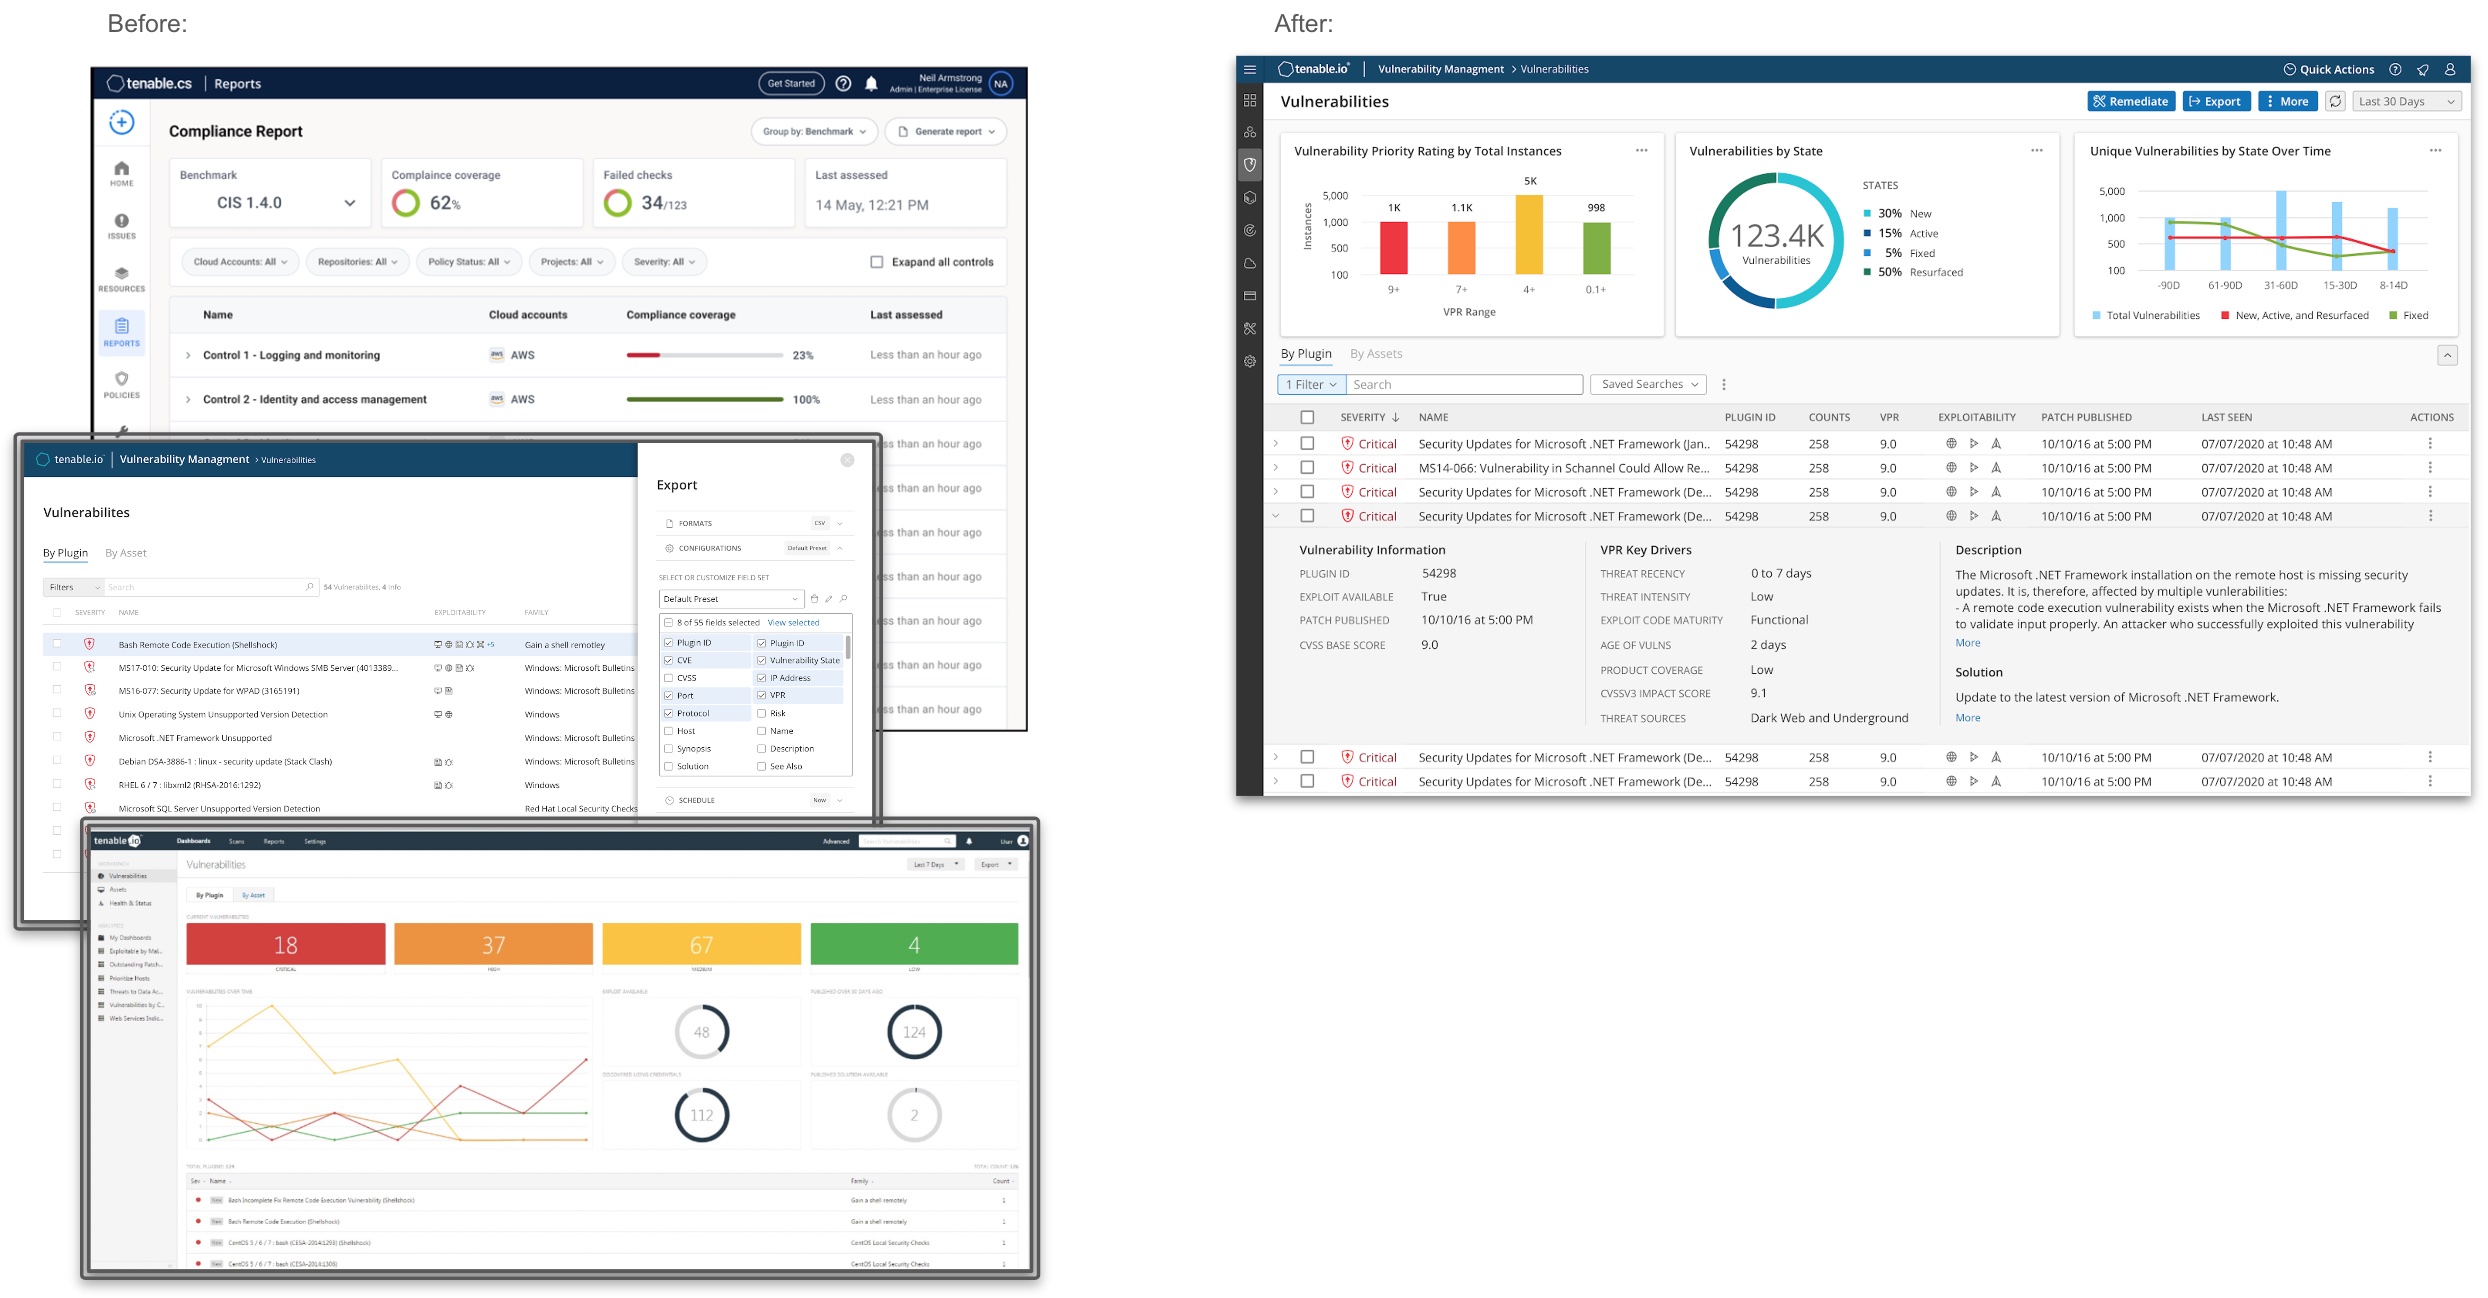 Before:
After:
tenable.cs | Reports
Get Started
Neil Armstrong
Admin | Enterprise License
NA
HOME
ISSUES
RESOURCES
REPORTS
POLICIES
Compliance Report
Group by: Benchmark
Generate report
Benchmark
CIS 1.4.0
Complaince coverage
62%
Failed checks
34/123
Last assessed
14 May, 12:21 PM
Cloud Accounts: All
Repositories: All
Policy Status: All
Projects: All
Severity: All
Exapand all controls
Name Cloud accounts Compliance coverage Last assessed
Control 1 - Logging and monitoring aws AWS 23% Less than an hour ago
Control 2 - Identity and access management aws AWS 100% Less than an hour ago
ss than an hour ago
ss than an hour ago
ss than an hour ago
ss than an hour ago
ss than an hour ago
ss than an hour ago
ss than an hour ago
tenable.io | Vulnerability Managment > Vulnerabilities
Vulnerabilites
By Plugin By Asset
Filters Search 54 Vulnerabilites, 4 Info
SEVERITY NAME EXPLOITABILITY FAMILY
Bash Remote Code Execution (Shellshock) +5 Gain a shell remotley
MS17-010: Security Update for Microsoft Windows SMB Server (4013389... Windows: Microsoft Bulletins
MS16-077: Security Update for WPAD (3165191) Windows: Microsoft Bulletins
Unix Operating System Unsupported Version Detection Windows
Microsoft .NET Framework Unsupported Windows: Microsoft Bulletins
Debian DSA-3886-1 : linux - security update (Stack Clash) Windows: Microsoft Bulletins
RHEL 6 / 7 : libxml2 (RHSA-2016:1292) Windows
Microsoft SQL Server Unsupported Version Detection Red Hat Local Security Checks
Export
FORMATS CSV
CONFIGURATIONS Default Preset
SELECT OR CUSTOMIZE FIELD SET
Default Preset
8 of 55 fields selected View selected
Plugin ID Plugin ID
CVE Vulnerability State
CVSS IP Address
Port VPR
Protocol Risk
Host Name
Synopsis Description
Solution See Also
SCHEDULE Now
tenable.io Dashboards Scans Reports Settings Advanced User
Vulnerabilities
Assets
Health & Status
My Dashboards
Exploitable by Mal...
Outstanding Patch...
Prioritize Hosts
Threats to Data Ac...
Vulnerabilities by C...
Web Services Indic...
Vulnerabilities
Last 7 Days Export
By Plugin By Asset
CURRENT VULNERABILITIES
18 37 67 4
CRITICAL HIGH MEDIUM LOW
VULNERABILITIES OVER TIME
EXPLOIT AVAILABLE
48
PUBLISHED OVER 30 DAYS AGO
124
DISCOVERED USING CREDENTIALS
112
PUBLISHED SOLUTION AVAILABLE
2
Sev Name Family Count
New Bash Incomplete Fix Remote Code Execution Vulnerability (Shellshock) Gain a shell remotely 1
New Bash Remote Code Execution (Shellshock) Gain a shell remotely 1
New CentOS 5 / 6 / 7 : bash (CESA-2014:1293) (Shellshock) CentOS Local Security Checks 1
New CentOS 5 / 6 / 7 : bash (CESA-2014:1306) CentOS Local Security Checks 1
tenable.io | Vulnerability Managment > Vulnerabilities
Quick Actions
Vulnerabilities
Remediate
Export
More
Last 30 Days
Vulnerability Priority Rating by Total Instances
Instances
5,000
1,000
500
100
1K 1.1K 5K 998
9+ 7+ 4+ 0.1+
VPR Range
Vulnerabilities by State
123.4K
Vulnerabilities
STATES
30% New
15% Active
5% Fixed
50% Resurfaced
Unique Vulnerabilities by State Over Time
5,000
1,000
500
100
-90D 61-90D 31-60D 15-30D 8-14D
Total Vulnerabilities New, Active, and Resurfaced Fixed
By Plugin By Assets
1 Filter Search Saved Searches
SEVERITY NAME PLUGIN ID COUNTS VPR EXPLOITABILITY PATCH PUBLISHED LAST SEEN ACTIONS
Critical Security Updates for Microsoft .NET Framework (Jan... 54298 258 9.0 10/10/16 at 5:00 PM 07/07/2020 at 10:48 AM
Critical MS14-066: Vulnerability in Schannel Could Allow Re... 54298 258 9.0 10/10/16 at 5:00 PM 07/07/2020 at 10:48 AM
Critical Security Updates for Microsoft .NET Framework (De... 54298 258 9.0 10/10/16 at 5:00 PM 07/07/2020 at 10:48 AM
Critical Security Updates for Microsoft .NET Framework (De... 54298 258 9.0 10/10/16 at 5:00 PM 07/07/2020 at 10:48 AM
Vulnerability Information
PLUGIN ID 54298
EXPLOIT AVAILABLE True
PATCH PUBLISHED 10/10/16 at 5:00 PM
CVSS BASE SCORE 9.0
VPR Key Drivers
THREAT RECENCY 0 to 7 days
THREAT INTENSITY Low
EXPLOIT CODE MATURITY Functional
AGE OF VULNS 2 days
PRODUCT COVERAGE Low
CVSSV3 IMPACT SCORE 9.1
THREAT SOURCES Dark Web and Underground
Description
The Microsoft .NET Framework installation on the remote host is missing security
updates. It is, therefore, affected by multiple vunlerabilities:
- A remote code execution vulnerability exists when the Microsoft .NET Framework fails
to validate input properly. An attacker who successfully exploited this vulnerability
More
Solution
Update to the latest version of Microsoft .NET Framework.
More
Critical Security Updates for Microsoft .NET Framework (De... 54298 258 9.0 10/10/16 at 5:00 PM 07/07/2020 at 10:48 AM
Critical Security Updates for Microsoft .NET Framework (De... 54298 258 9.0 10/10/16 at 5:00 PM 07/07/2020 at 10:48 AM